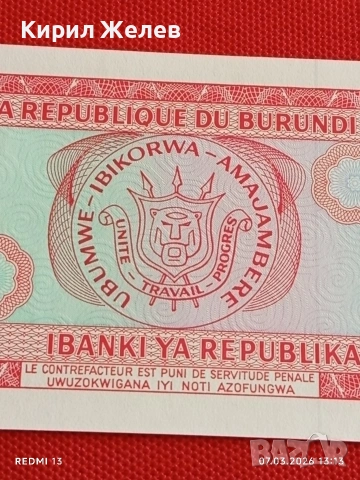 Кирил Желев
A REPUBLIQUE DU BURUNDI
UBUMWE - IBIKORWA - AMAJAMBERE
UNITE - TRAVAIL - PROGRES
IBANKI YA REPUBLIKA
LE CONTREFACTEUR EST PUNI DE SERVITUDE PENALE
UWUZOKWIGANA IYI NOTI AZOFUNGWA
REDMI 13
07.03.2026 13:13